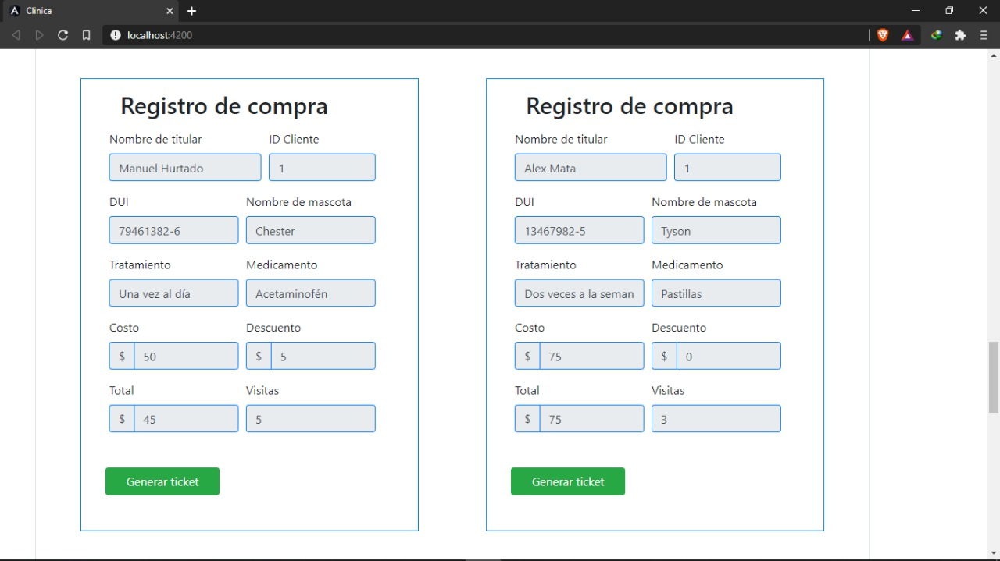 Clinica
localhost:4200
Registro de compra
Nombre de titular ID Cliente
Manuel Hurtado 1
DUI Nombre de mascota
79461382-6 Chester
Tratamiento Medicamento
Una vez al día Acetaminofén
Costo Descuento
$ 50 $ 5
Total Visitas
$ 45 5
Generar ticket
Registro de compra
Nombre de titular ID Cliente
Alex Mata 1
DUI Nombre de mascota
13467982-5 Tyson
Tratamiento Medicamento
Dos veces a la seman Pastillas
Costo Descuento
$ 75 $ 0
Total Visitas
$ 75 3
Generar ticket